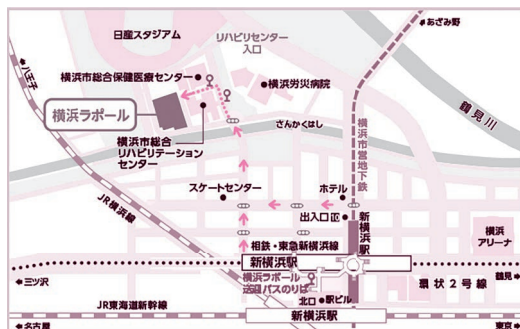 日産スタジアム
リハビリセンター
入口
あざみ野
八王子
横浜市総合保健医療センター
横浜労災病院
横浜ラポール
鶴見川
さんかくはし
横浜市総合
リハビリテーション
センター
横浜市営地下鉄
JR横浜線
スケートセンター
ホテル
出入口
新横浜駅
横浜
アリーナ
相鉄・東急新横浜線
新横浜駅
三ツ沢
横浜ラポール
送迎バスのりば
環状2号線
鶴見
北口
駅ビル
JR東海道新幹線
新横浜駅
名古屋
東京